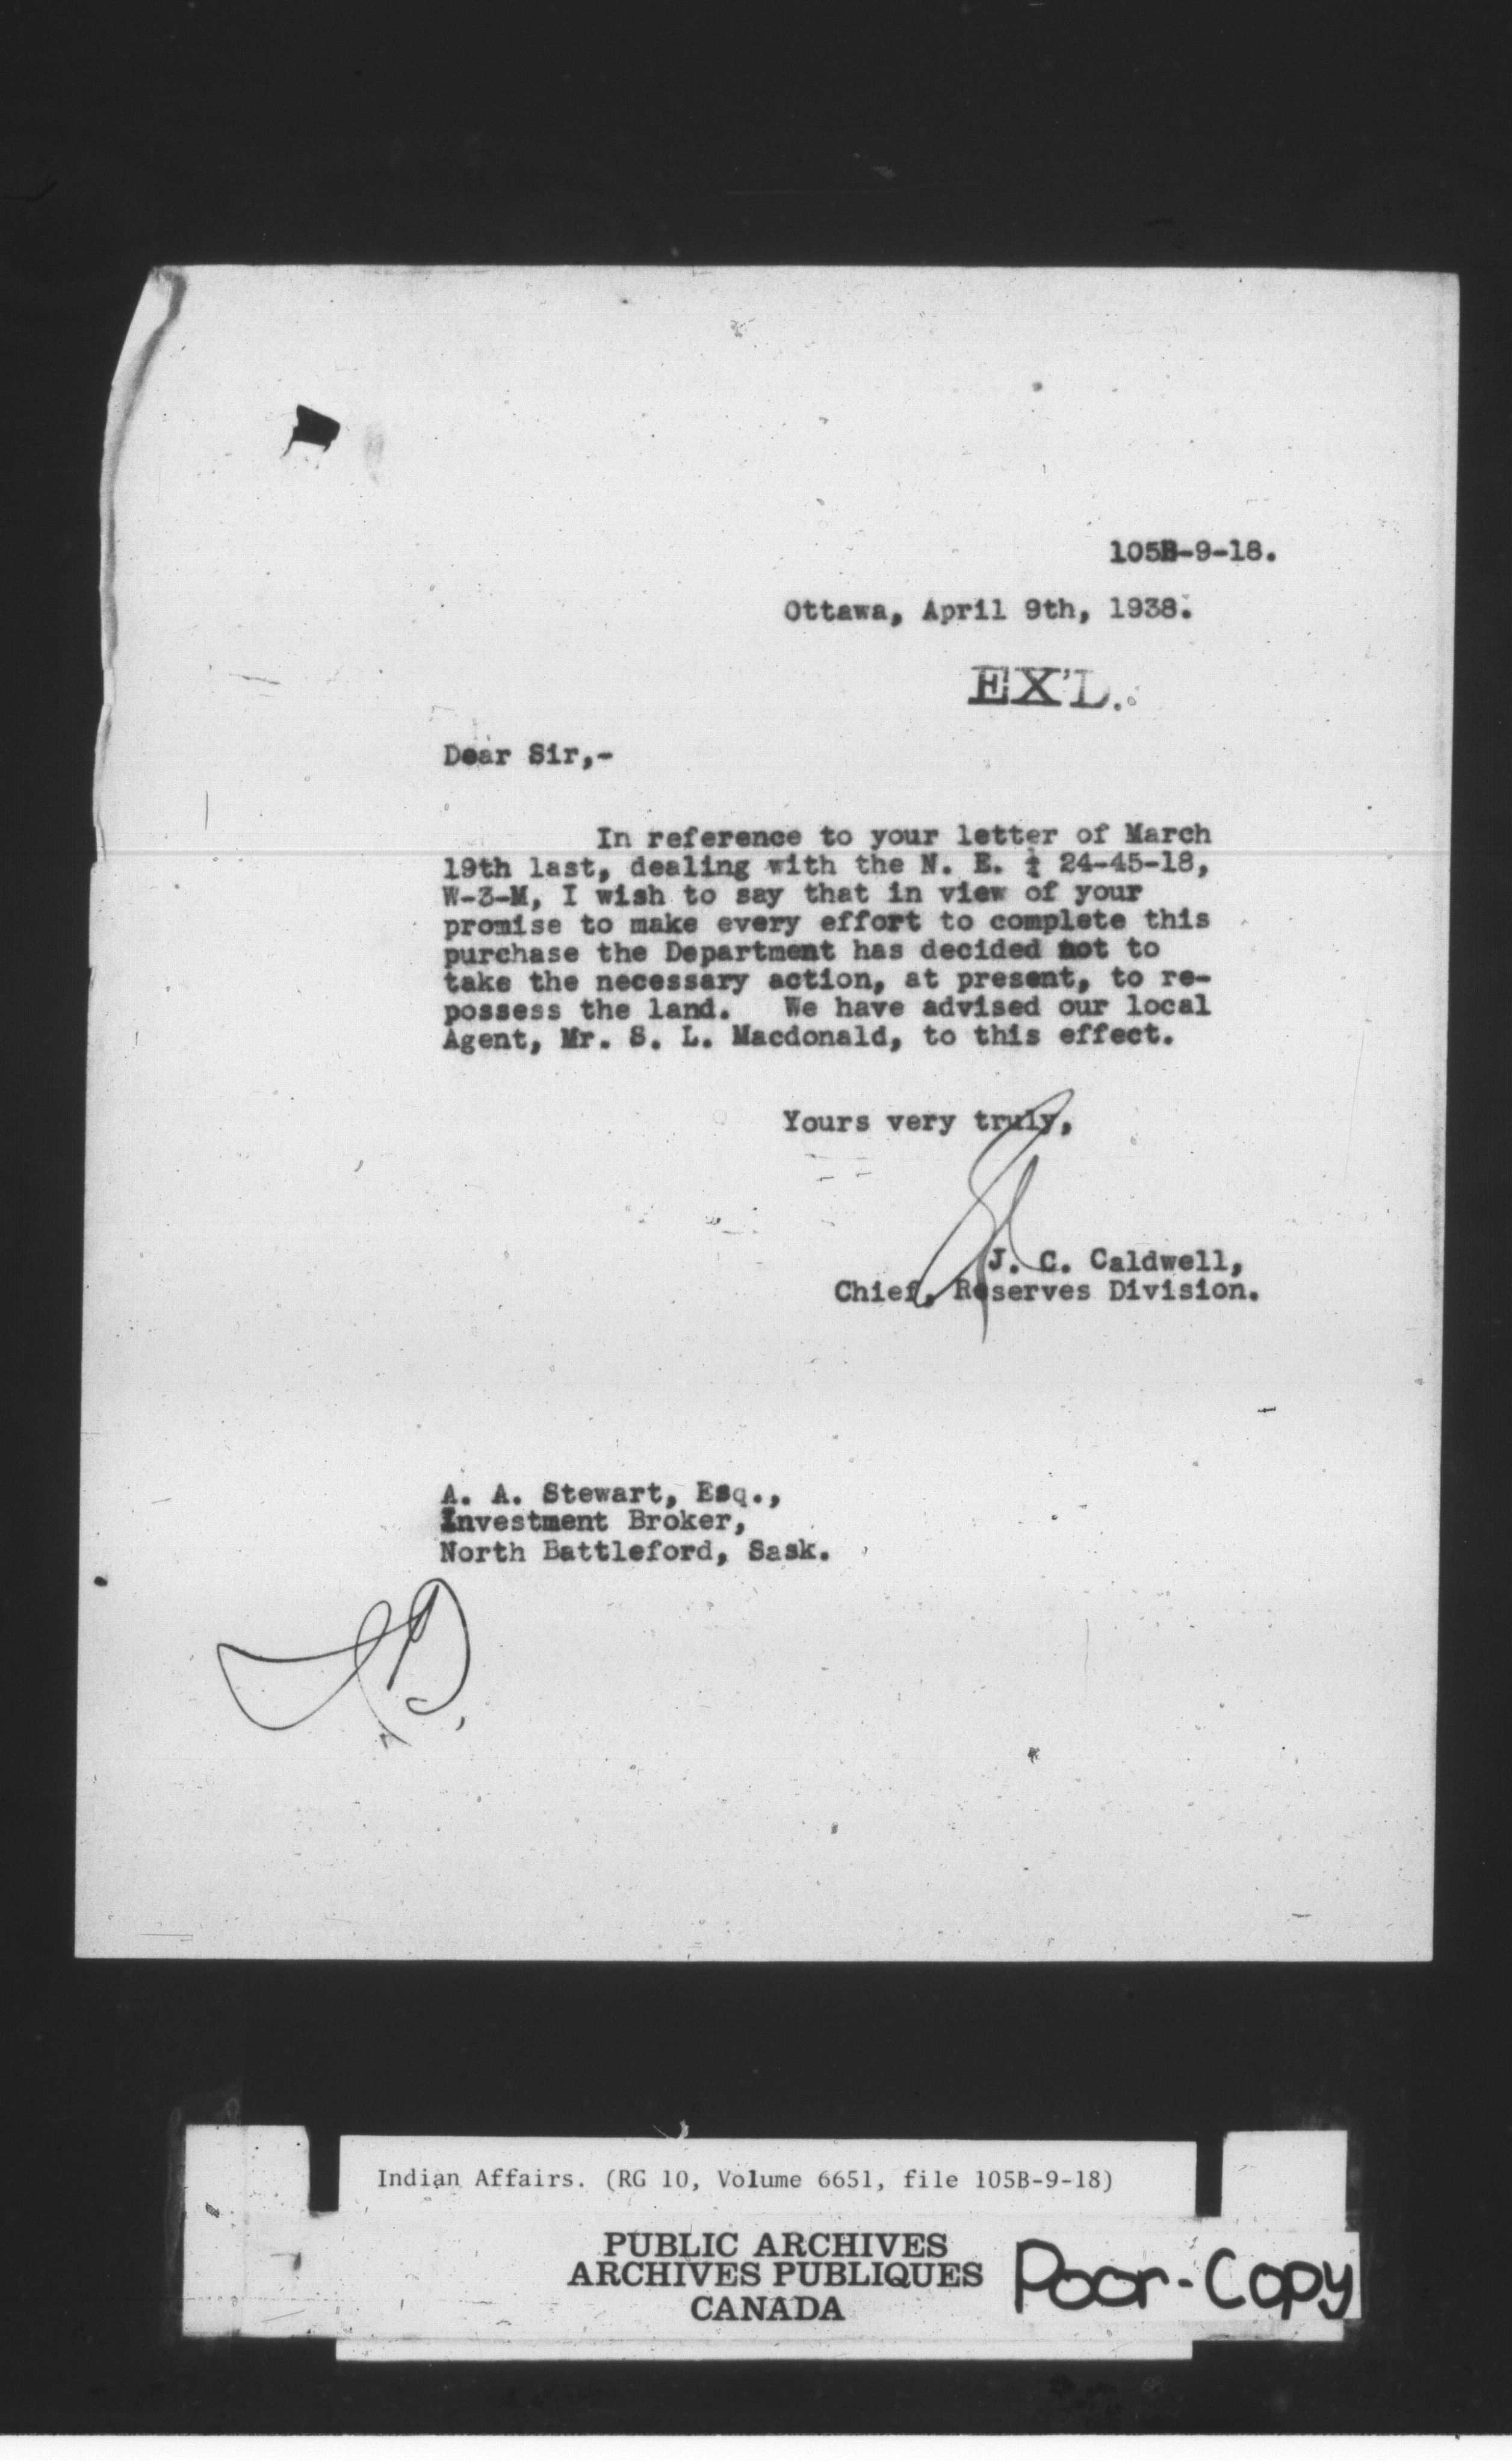 105B-9-18.
Ottawa, April 9th, 1938.
EX'L.
Dear Sir,-
In reference to your letter of March
19th last, dealing with the N. E. ¼ 24-45-18,
W-3-M, I wish to say that in view of your
promise to make every effort to complete this
purchase the Department has decided not to
take the necessary action, at present, to re-
possess the land. We have advised our local
Agent, Mr. S. L. Macdonald, to this effect.
Yours very truly,
J. C. Caldwell,
Chief, Reserves Division.
A. A. Stewart, Esq.,
Investment Broker,
North Battleford, Sask.
Indian Affairs. (RG 10, Volume 6651, file 105B-9-18)
PUBLIC ARCHIVES
ARCHIVES PUBLIQUES
CANADA
Poor-Copy